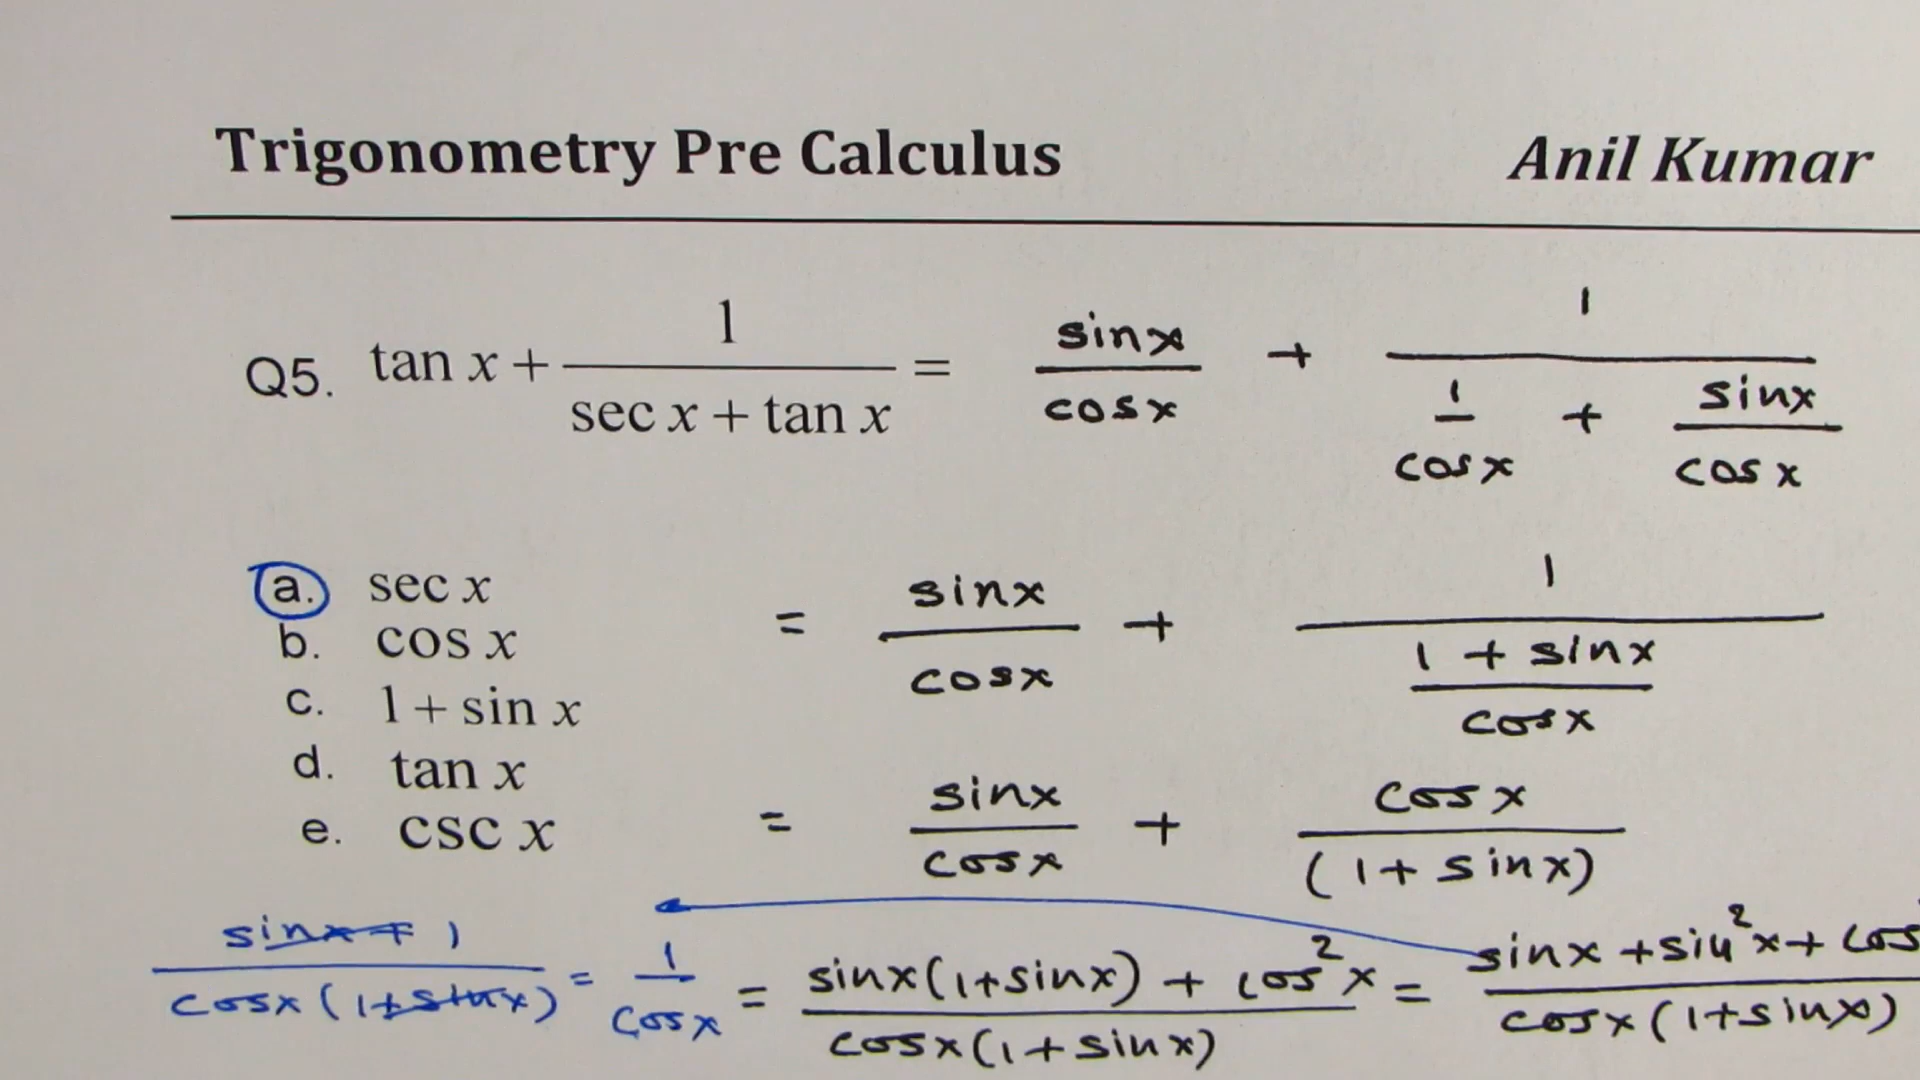 Trigonometry Pre Calculus Anil Kumar
Q5. tan x + 1/(sec x + tan x) = sinx/cosx + 1/(1/cosx + sinx/cosx)
a. sec x = sinx/cosx + 1/((1 + sinx)/cosx)
b. cos x
c. 1 + sin x
d. tan x = sinx/cosx + cosx/(1 + sinx)
e. csc x
(sinx + 1)/(cosx (1 + sinx)) = 1/cosx = (sinx(1+sinx) + cos²x)/(cosx(1 + sinx)) = (sinx + sin²x + cos)/(cosx(1+sinx))